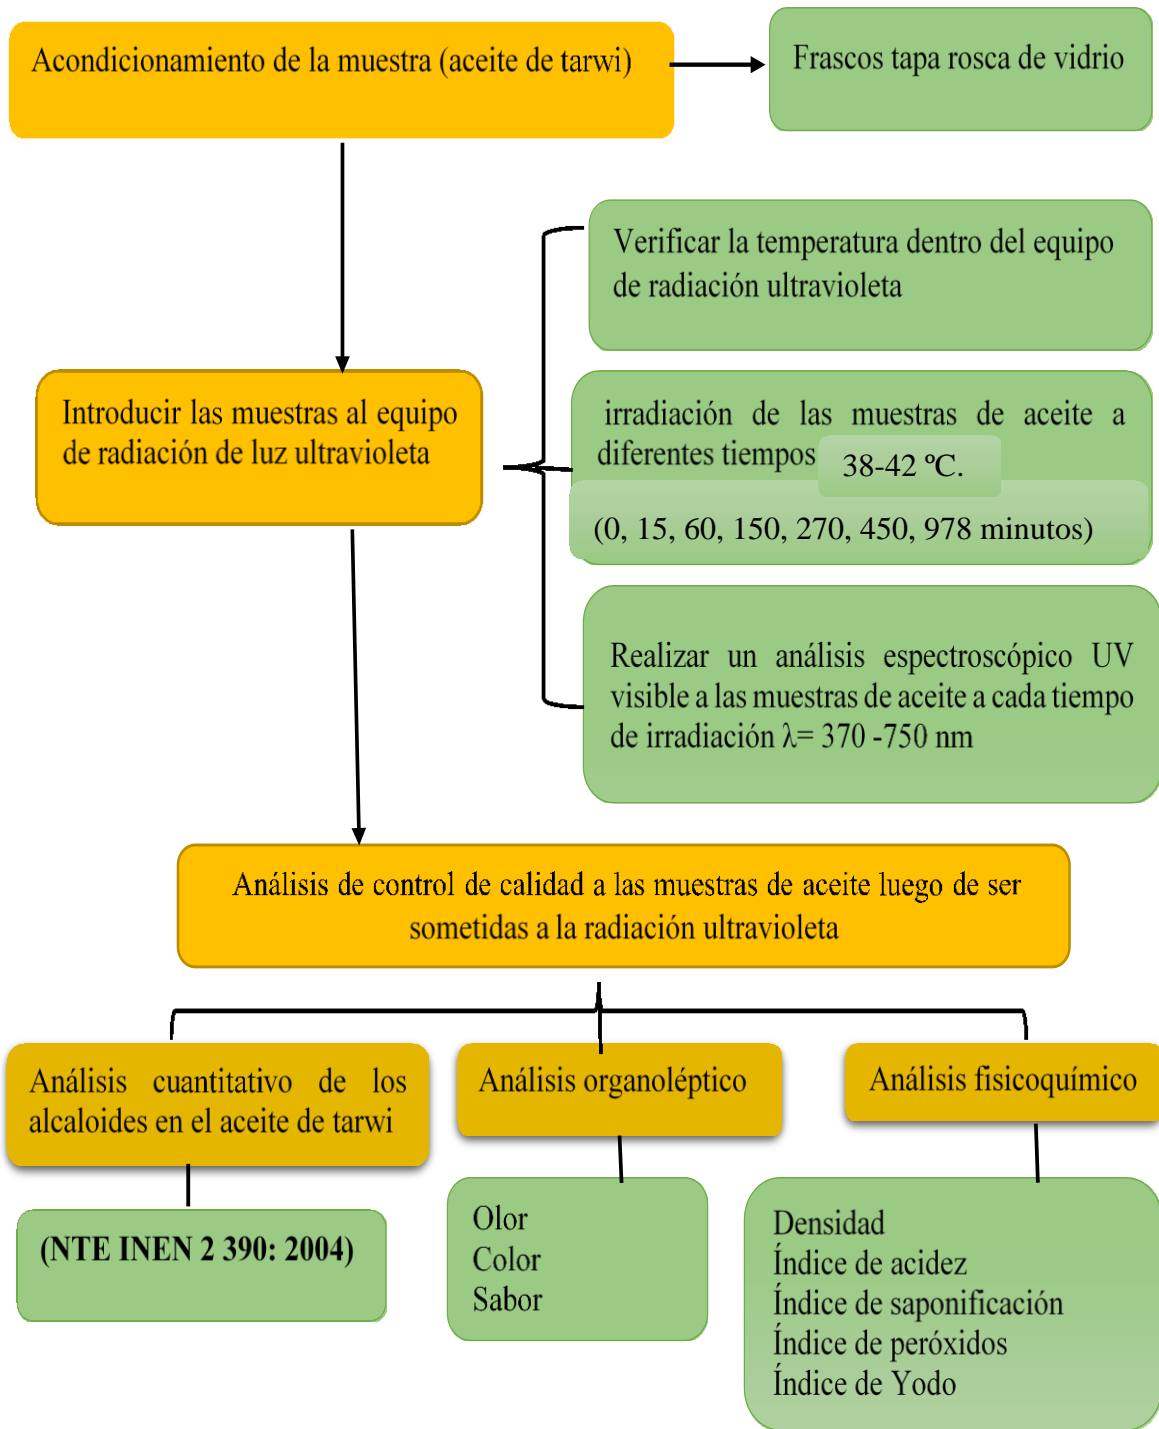 Acondicionamiento de la muestra (aceite de tarwi)
Frascos tapa rosca de vidrio
Verificar la temperatura dentro del equipo
de radiación ultravioleta
Introducir las muestras al equipo
de radiación de luz ultravioleta
irradiación de las muestras de aceite a
diferentes tiempos 38-42 ºC.
(0, 15, 60, 150, 270, 450, 978 minutos)
Realizar un análisis espectroscópico UV
visible a las muestras de aceite a cada tiempo
de irradiación λ= 370 -750 nm
Análisis de control de calidad a las muestras de aceite luego de ser
sometidas a la radiación ultravioleta
Análisis cuantitativo de los
alcaloides en el aceite de tarwi
(NTE INEN 2 390: 2004)
Análisis organoléptico
Olor
Color
Sabor
Análisis fisicoquímico
Densidad
Índice de acidez
Índice de saponificación
Índice de peróxidos
Índice de Yodo